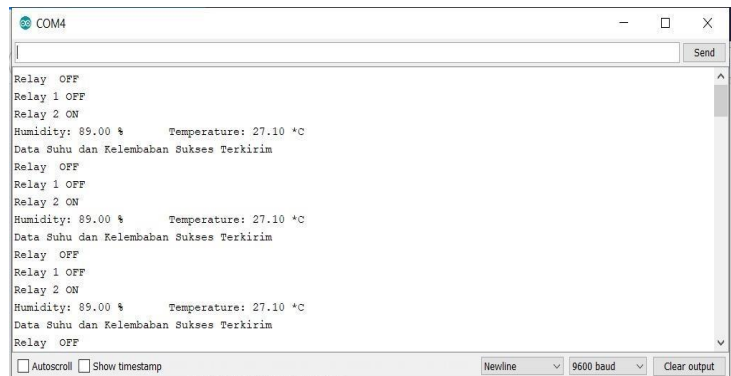 COM4
Send
Relay  OFF
Relay 1 OFF
Relay 2 ON
Humidity: 89.00 %       Temperature: 27.10 *C
Data Suhu dan Kelembaban Sukses Terkirim
Relay  OFF
Relay 1 OFF
Relay 2 ON
Humidity: 89.00 %       Temperature: 27.10 *C
Data Suhu dan Kelembaban Sukses Terkirim
Relay  OFF
Relay 1 OFF
Relay 2 ON
Humidity: 89.00 %       Temperature: 27.10 *C
Data Suhu dan Kelembaban Sukses Terkirim
Relay  OFF
Autoscroll Show timestamp Newline 9600 baud Clear output